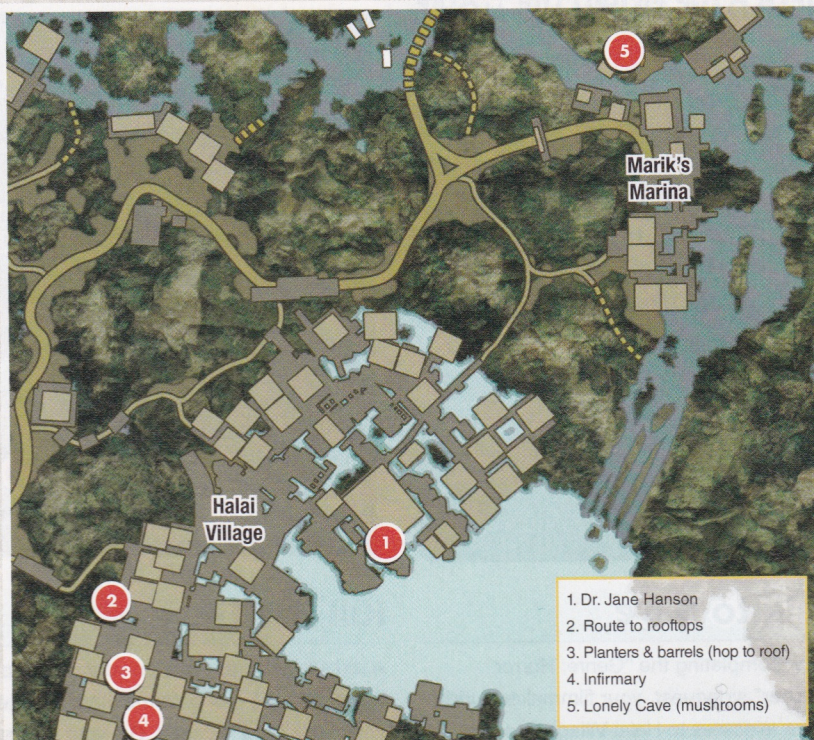 5
Marik's
Marina
Halai
Village
1
2
3
4
1. Dr. Jane Hanson
2. Route to rooftops
3. Planters & barrels (hop to roof)
4. Infirmary
5. Lonely Cave (mushrooms)